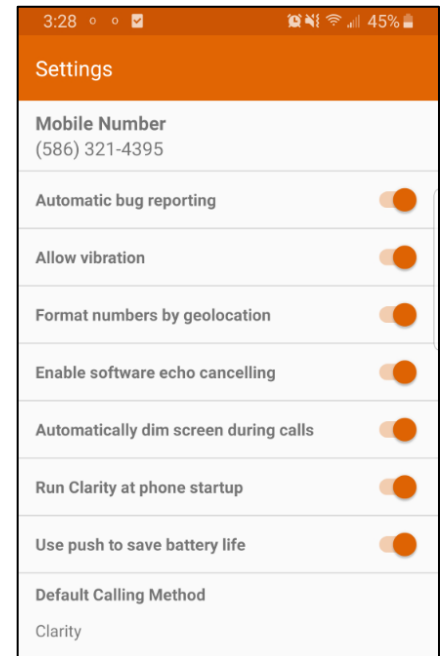 3:28 45%
Settings
Mobile Number
(586) 321-4395
Automatic bug reporting
Allow vibration
Format numbers by geolocation
Enable software echo cancelling
Automatically dim screen during calls
Run Clarity at phone startup
Use push to save battery life
Default Calling Method
Clarity